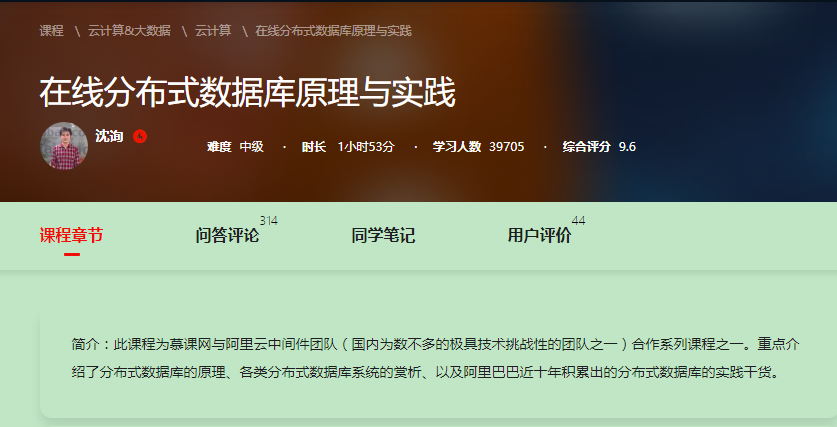 课程 \ 云计算&大数据 \ 云计算 \ 在线分布式数据库原理与实践
在线分布式数据库原理与实践
沈询
难度 中级 · 时长 1小时53分 · 学习人数 39705 · 综合评分 9.6
课程章节 问答评论 314 同学笔记 用户评价 44
简介：此课程为慕课网与阿里云中间件团队（国内为数不多的极具技术挑战性的团队之一）合作系列课程之一。重点介
绍了分布式数据库的原理、各类分布式数据库系统的赏析、以及阿里巴巴近十年积累出的分布式数据库的实践干货。